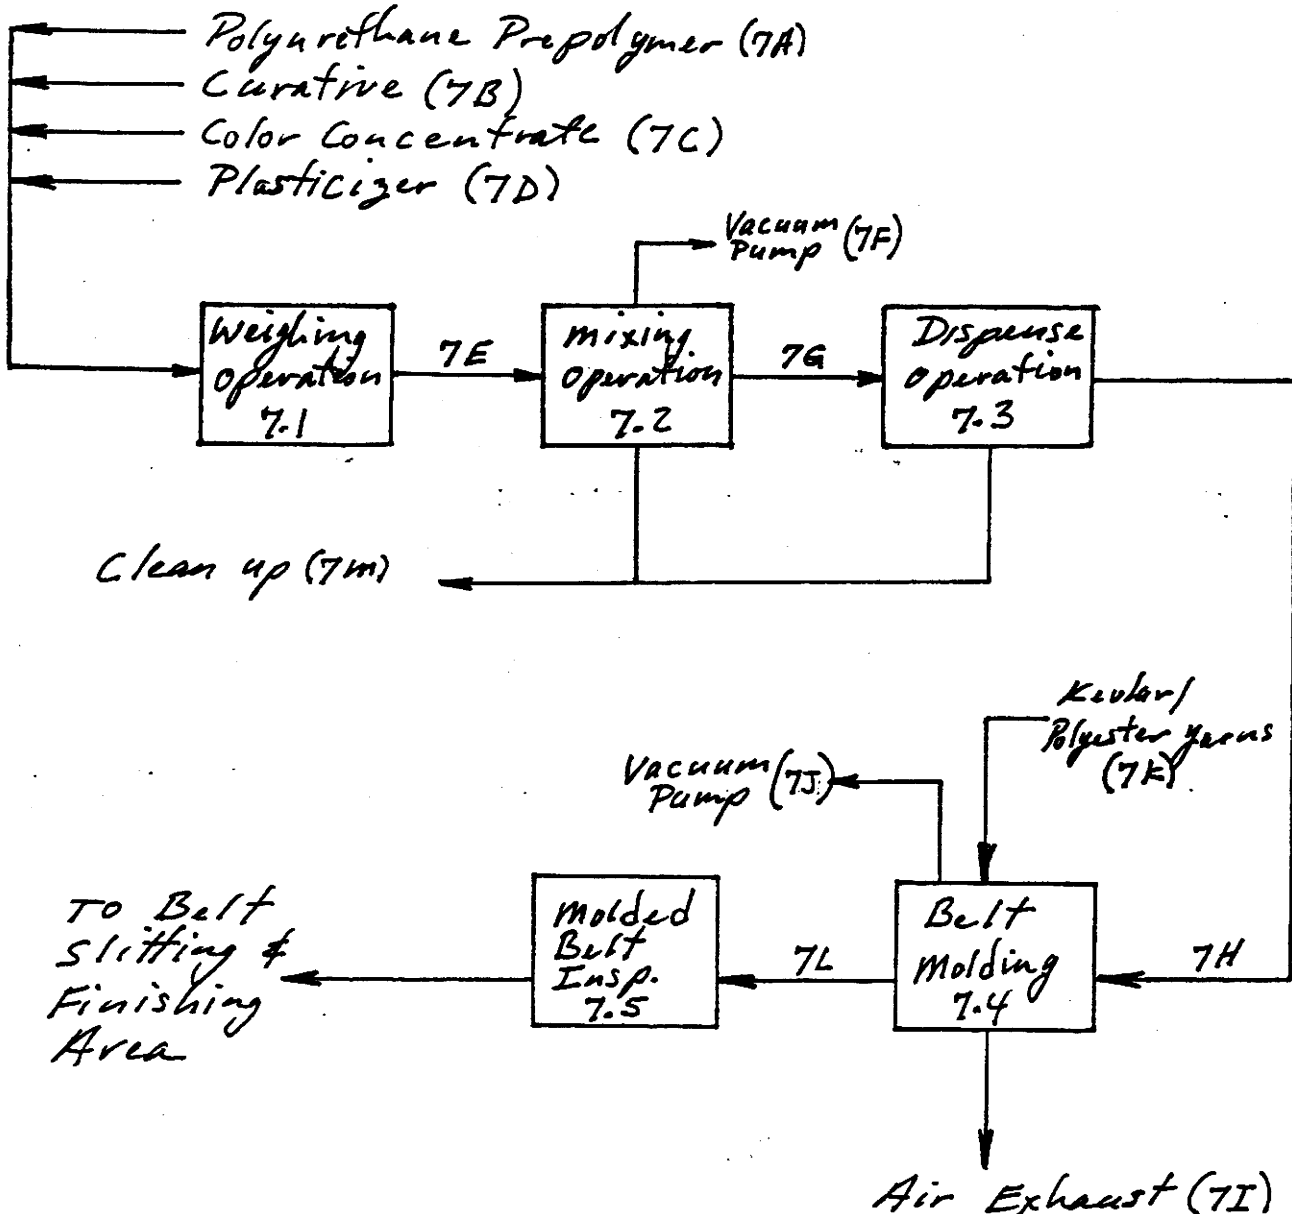 Polyurethane Prepolymer (7A)
Curative (7B)
Color Concentrate (7C)
Plasticizer (7D)
Vacuum
Pump (7F)
Weighing
Operation
7.1
7E
Mixing
Operation
7.2
7G
Dispense
Operation
7.3
Clean up (7M)
Kevlar/
Polyester yarns
(7K)
Vacuum
Pump (7J)
To Belt
Slitting &
Finishing
Area
Molded
Belt
Insp.
7.5
7L
Belt
Molding
7.4
7H
Air Exhaust (7I)